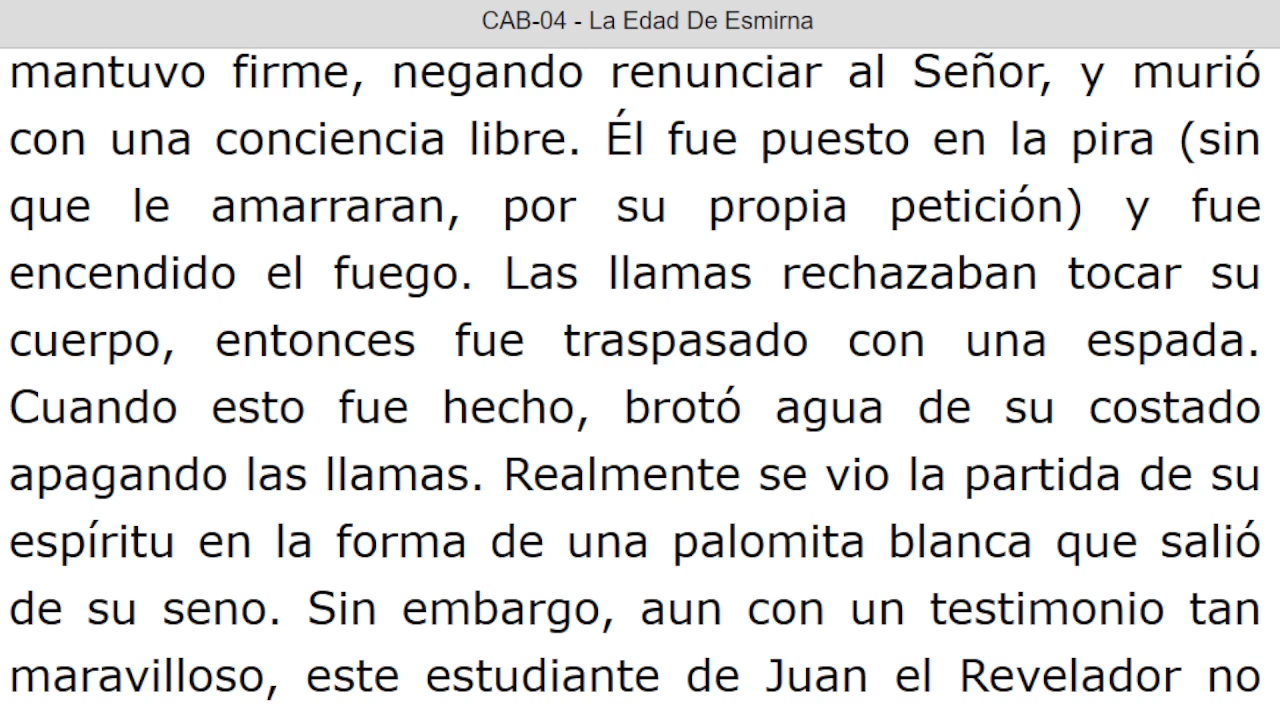 CAB-04 - La Edad De Esmirna
mantuvo firme, negando renunciar al Señor, y murió
con una conciencia libre. Él fue puesto en la pira (sin
que le amarraran, por su propia petición) y fue
encendido el fuego. Las llamas rechazaban tocar su
cuerpo, entonces fue traspasado con una espada.
Cuando esto fue hecho, brotó agua de su costado
apagando las llamas. Realmente se vio la partida de su
espíritu en la forma de una palomita blanca que salió
de su seno. Sin embargo, aun con un testimonio tan
maravilloso, este estudiante de Juan el Revelador no